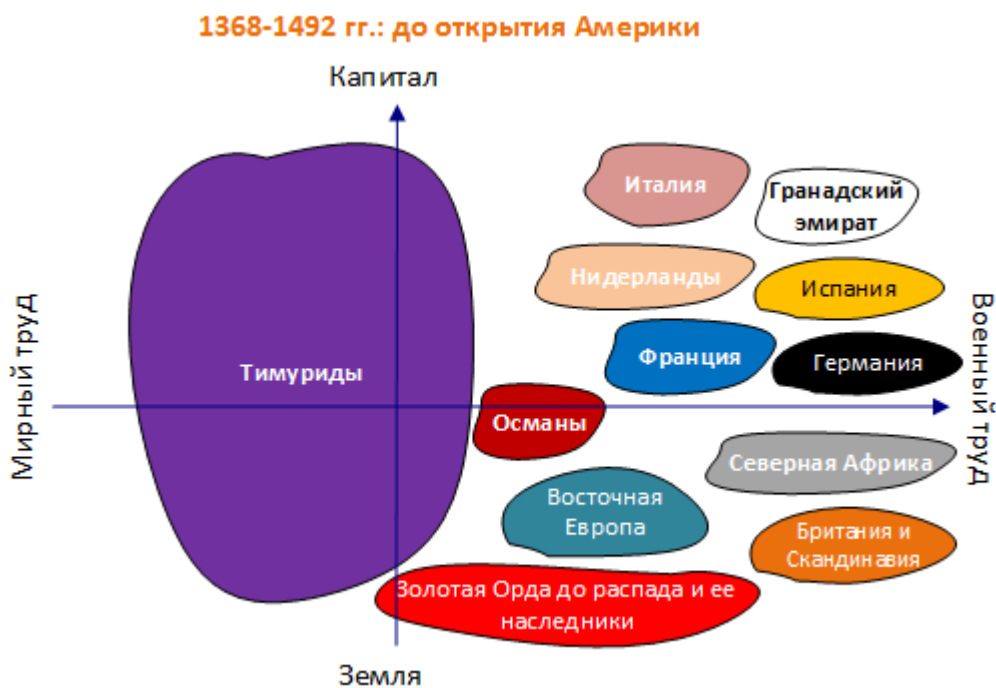 1368-1492 гг.: до открытия Америки
Капитал
Италия
Гранадский
эмират
Нидерланды
Испания
Мирный труд
Военный труд
Тимуриды
Франция
Германия
Османы
Северная Африка
Восточная
Европа
Британия и
Скандинавия
Золотая Орда до распада и ее
наследники
Земля